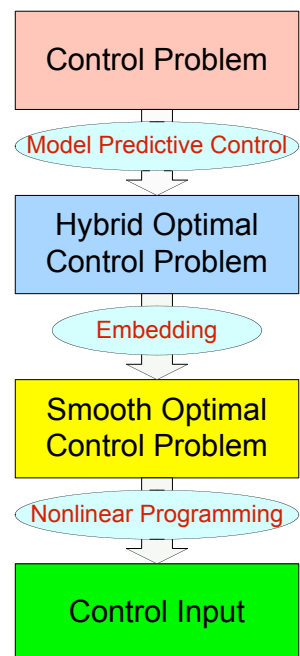 Control Problem
Model Predictive Control
Hybrid Optimal
Control Problem
Embedding
Smooth Optimal
Control Problem
Nonlinear Programming
Control Input